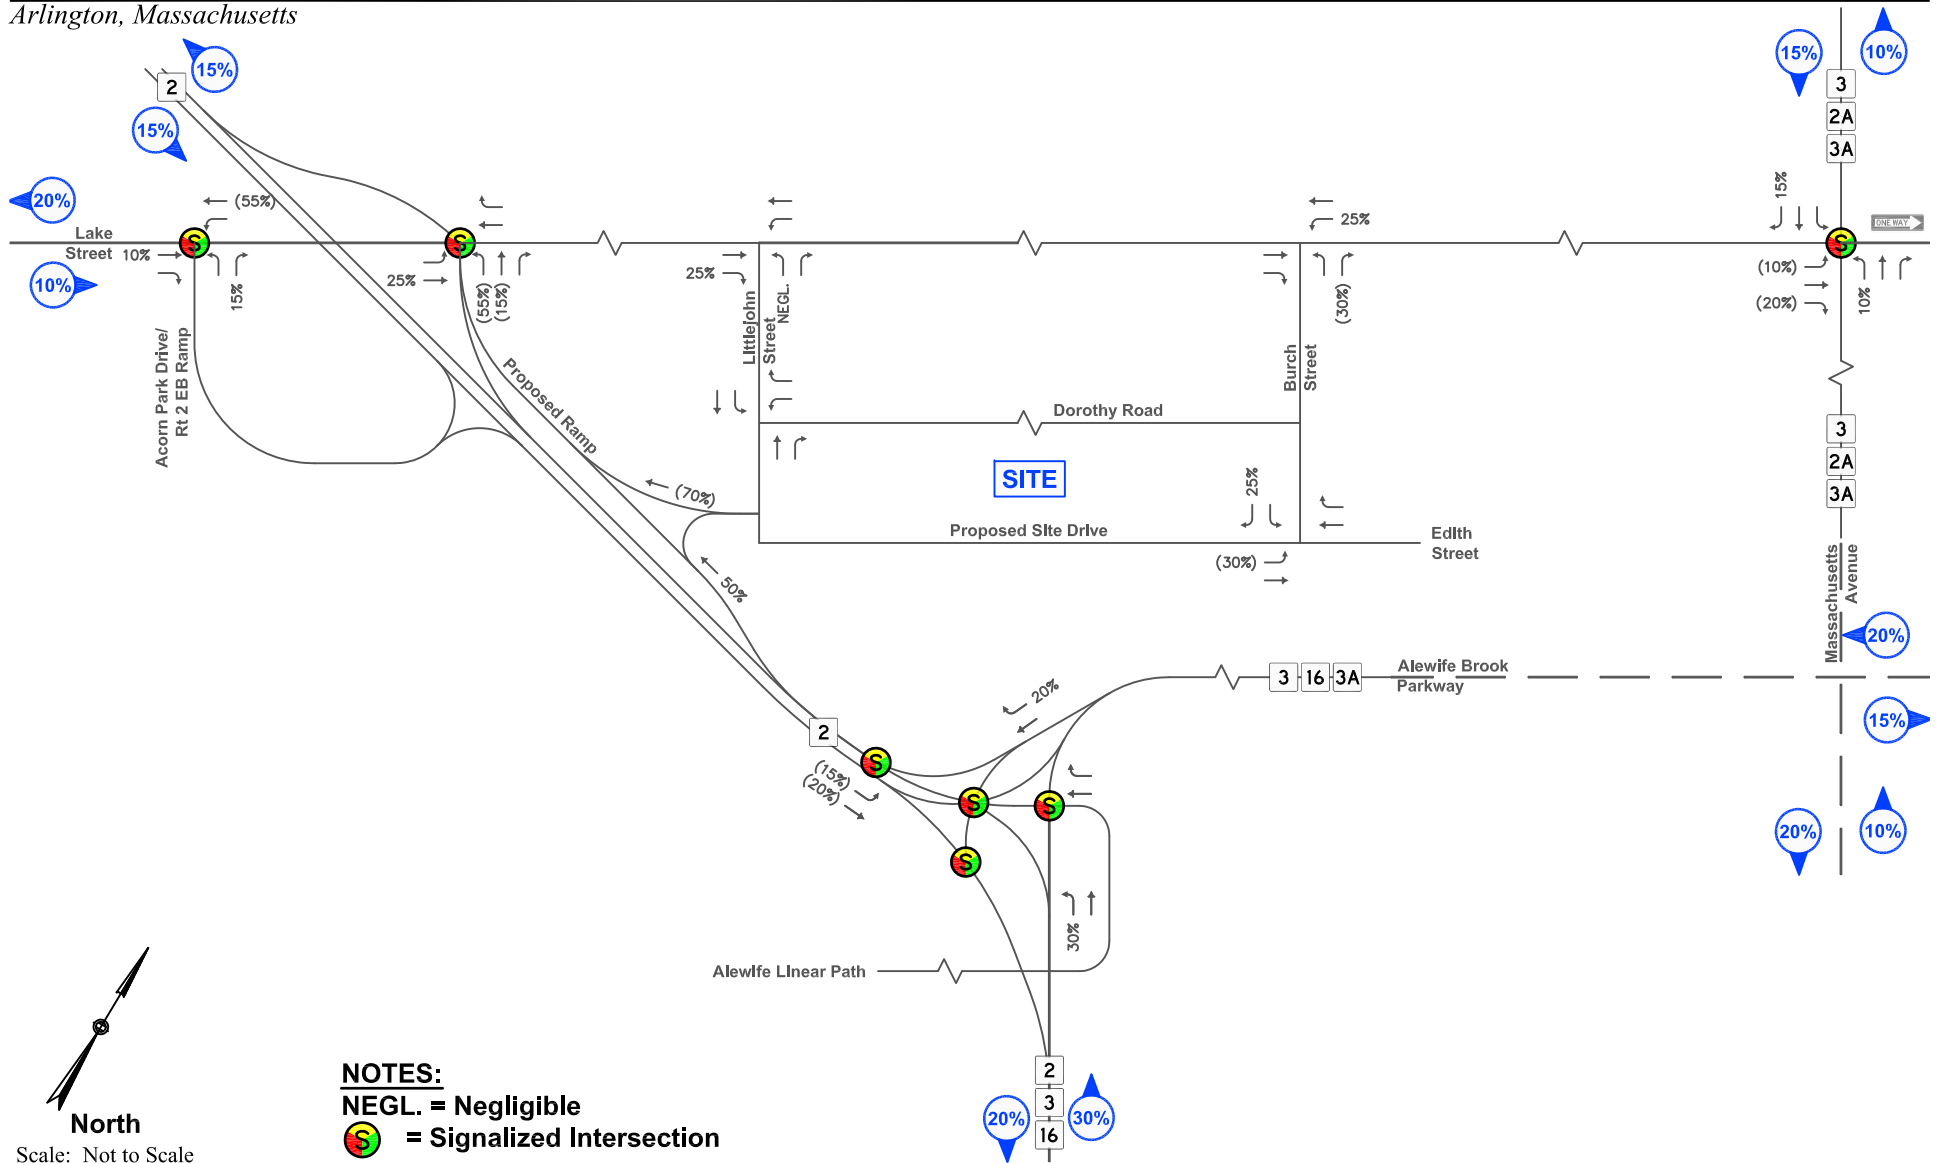 Arlington, Massachusetts
15%
2
15%
20%
(55%)
Lake
Street
10%
10%
15%
25%
(55%)
(15%)
25%
Littlejohn
Street
NEGL.
25%
(30%)
Burch
Street
15%
10%
3
2A
3A
15%
ONE WAY
(10%)
(20%)
10%
Acorn Park Drive/
Rt 2 EB Ramp
Proposed Ramp
Dorothy Road
SITE
25%
Proposed Site Drive
(30%)
Edith
Street
3
2A
3A
Massachusetts
Avenue
(70%)
50%
20%
20%
3
16
3A
Alewife Brook
Parkway
15%
2
(15%)
(20%)
20%
10%
30%
Alewife Linear Path
2
3
16
20%
30%
North
Scale: Not to Scale
NOTES:
NEGL. = Negligible
S = Signalized Intersection
S
S
S
S
S
S
S